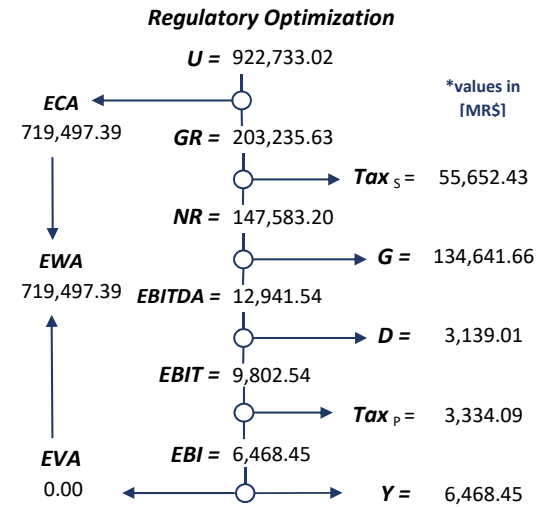 Regulatory Optimization
U = 922,733.02
*values in
[MR$]
ECA
719,497.39
GR = 203,235.63
Tax S = 55,652.43
NR = 147,583.20
G = 134,641.66
EWA
719,497.39
EBITDA = 12,941.54
D = 3,139.01
EBIT = 9,802.54
Tax P = 3,334.09
EBI = 6,468.45
EVA
0.00
Y = 6,468.45